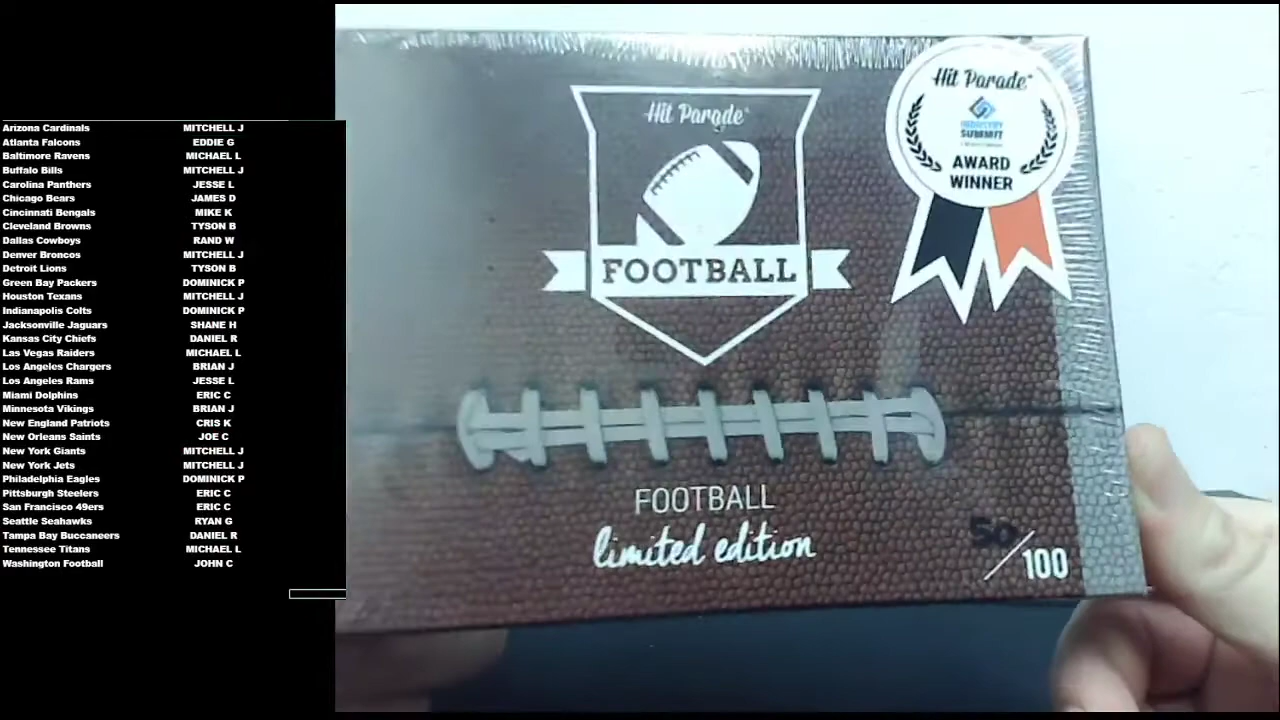 Arizona Cardinals MITCHELL J
Atlanta Falcons EDDIE G
Baltimore Ravens MICHAEL L
Buffalo Bills MITCHELL J
Carolina Panthers JESSE L
Chicago Bears JAMES D
Cincinnati Bengals MIKE K
Cleveland Browns TYSON B
Dallas Cowboys RAND W
Denver Broncos MITCHELL J
Detroit Lions TYSON B
Green Bay Packers DOMINICK P
Houston Texans MITCHELL J
Indianapolis Colts DOMINICK P
Jacksonville Jaguars SHANE H
Kansas City Chiefs DANIEL R
Las Vegas Raiders MICHAEL L
Los Angeles Chargers BRIAN J
Los Angeles Rams JESSE L
Miami Dolphins ERIC C
Minnesota Vikings BRIAN J
New England Patriots CRIS K
New Orleans Saints JOE C
New York Giants MITCHELL J
New York Jets MITCHELL J
Philadelphia Eagles DOMINICK P
Pittsburgh Steelers ERIC C
San Francisco 49ers ERIC C
Seattle Seahawks RYAN G
Tampa Bay Buccaneers DANIEL R
Tennessee Titans MICHAEL L
Washington Football JOHN C
Hit Parade
FOOTBALL
FOOTBALL
limited edition
50/100
Hit Parade
INDUSTRY
SUMMIT
AWARD
WINNER